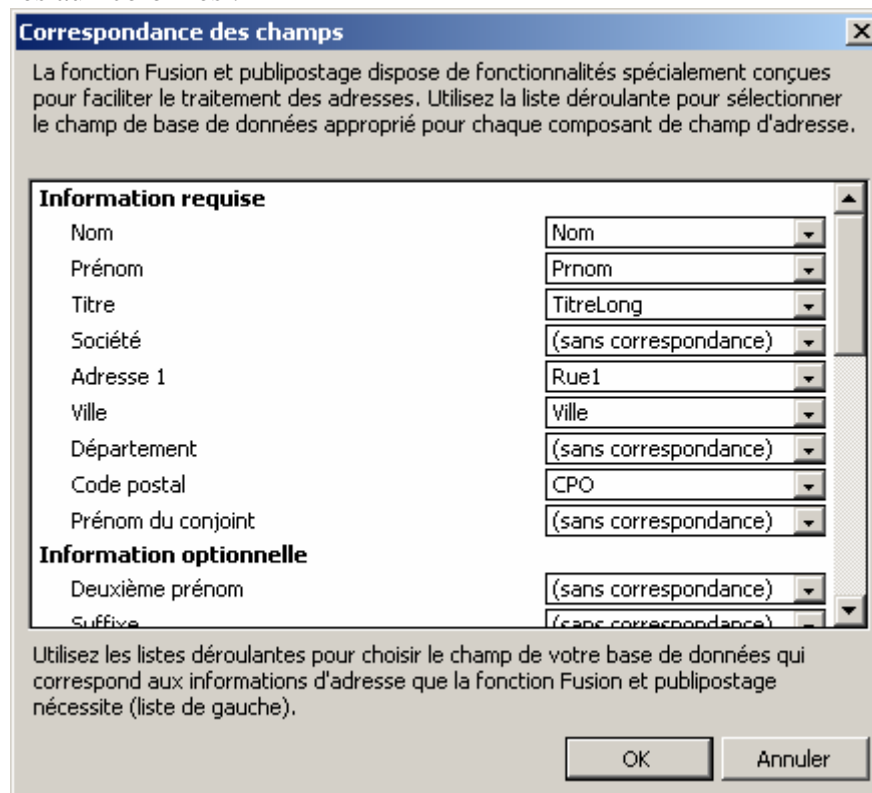 Correspondance des champs
La fonction Fusion et publipostage dispose de fonctionnalités spécialement conçues
pour faciliter le traitement des adresses. Utilisez la liste déroulante pour sélectionner
le champ de base de données approprié pour chaque composant de champ d'adresse.
Information requise
Nom Nom
Prénom Prnom
Titre TitreLong
Société (sans correspondance)
Adresse 1 Rue1
Ville Ville
Département (sans correspondance)
Code postal CPO
Prénom du conjoint (sans correspondance)
Information optionnelle
Deuxième prénom (sans correspondance)
Suffixe (sans correspondance)
Utilisez les listes déroulantes pour choisir le champ de votre base de données qui
correspond aux informations d'adresse que la fonction Fusion et publipostage
nécessite (liste de gauche).
OK Annuler